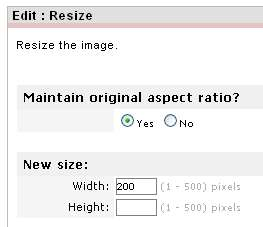 Edit : Resize
Resize the image.
Maintain original aspect ratio?
Yes No
New size:
Width: 200 (1 - 500) pixels
Height: (1 - 500) pixels